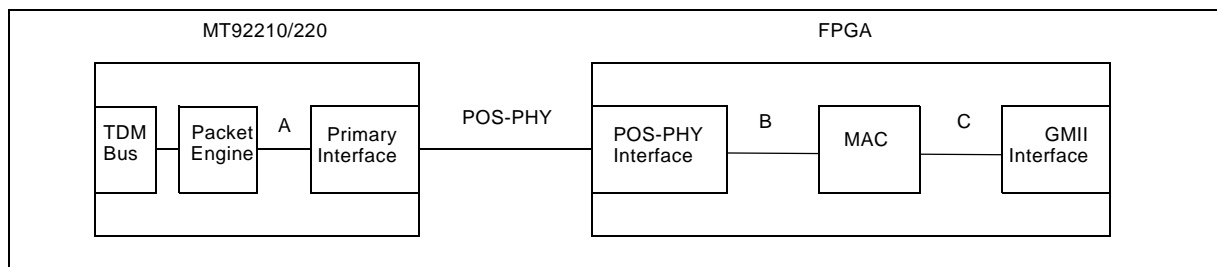 MT92210/220
FPGA
TDM
Bus
Packet
Engine
A
Primary
Interface
POS-PHY
POS-PHY
Interface
B
MAC
C
GMII
Interface